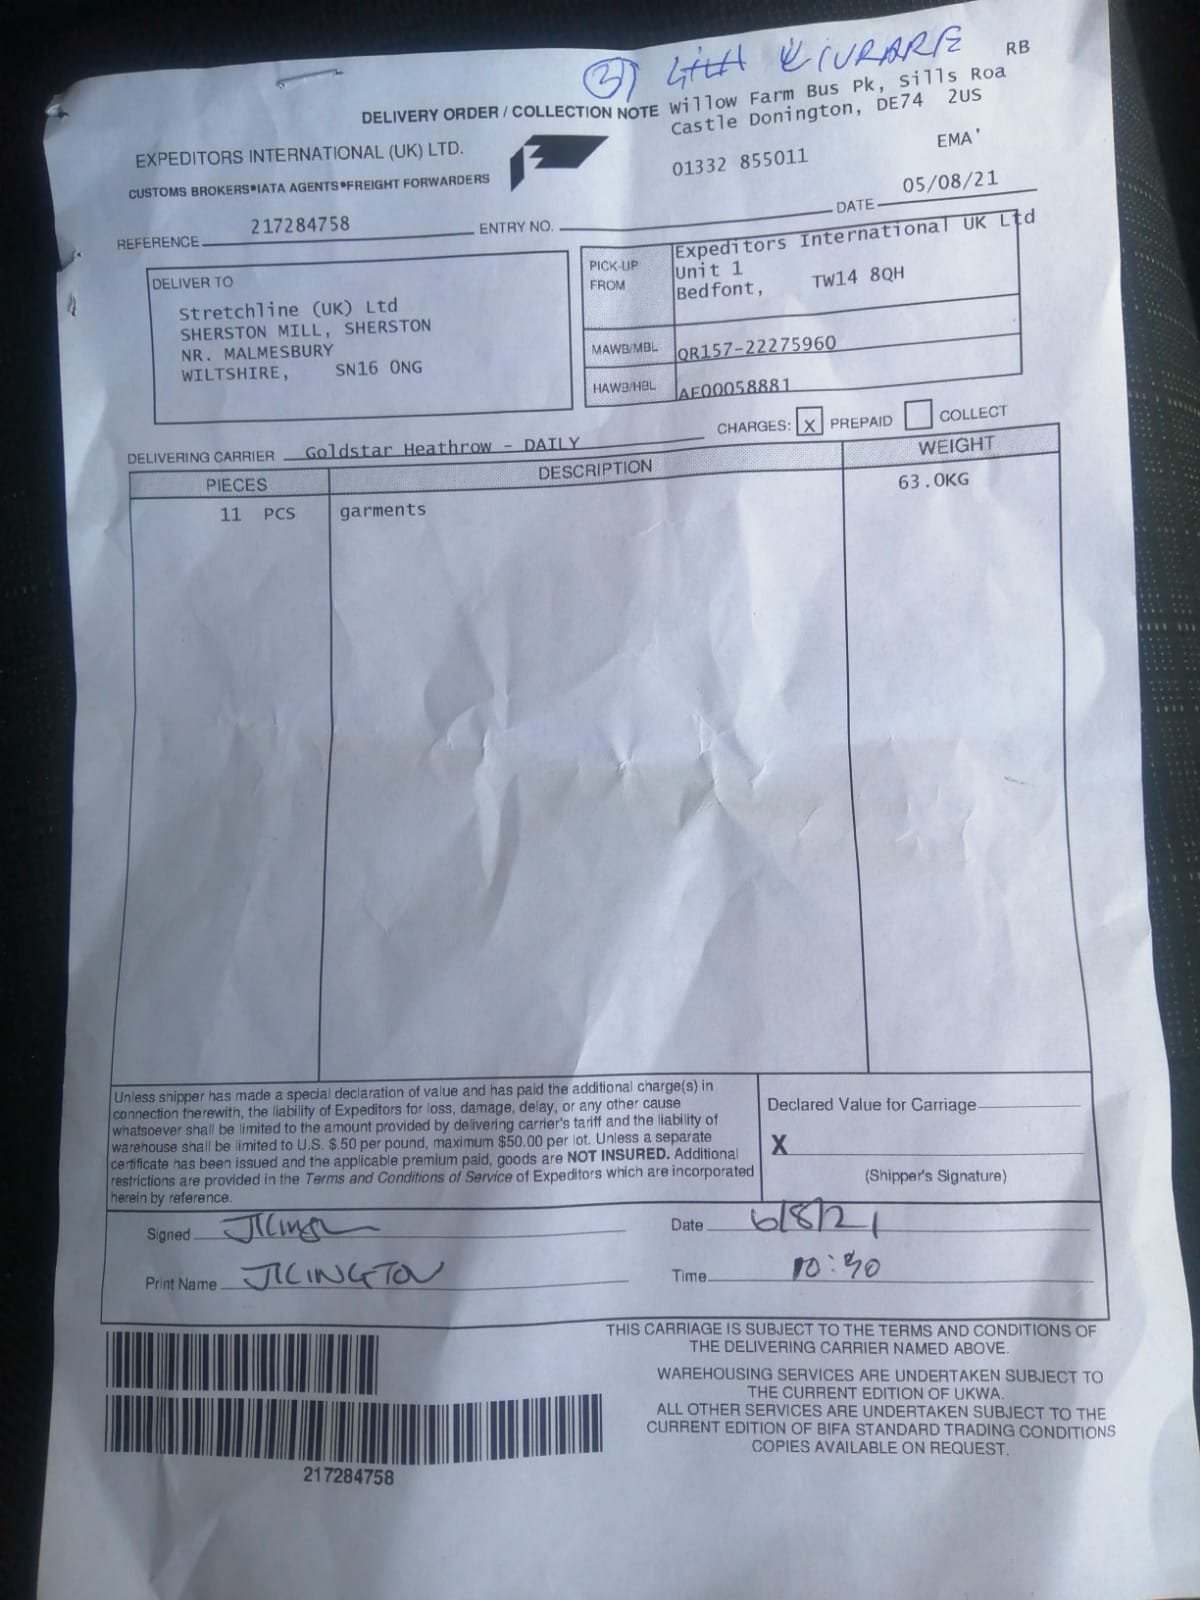 3
RB
DELIVERY ORDER / COLLECTION NOTE
Willow Farm Bus Pk, Sills Roa
Castle Donington, DE74 2US
EXPEDITORS INTERNATIONAL (UK) LTD.
CUSTOMS BROKERS•IATA AGENTS•FREIGHT FORWARDERS
01332 855011
EMA'
REFERENCE 217284758
ENTRY NO.
DATE 05/08/21
DELIVER TO
Stretchline (UK) Ltd
SHERSTON MILL, SHERSTON
NR. MALMESBURY
WILTSHIRE, SN16 0NG
PICK-UP FROM
Expeditors International UK Ltd
Unit 1
Bedfont, TW14 8QH
MAWB/MBL QR157-22275960
HAWB/HBL AE00058881
CHARGES: X PREPAID COLLECT
DELIVERING CARRIER Goldstar Heathrow - DAILY
PIECES DESCRIPTION WEIGHT
11 PCS garments 63.0KG
Unless shipper has made a special declaration of value and has paid the additional charge(s) in
connection therewith, the liability of Expeditors for loss, damage, delay, or any other cause
whatsoever shall be limited to the amount provided by delivering carrier's tariff and the liability of
warehouse shall be limited to U.S. $.50 per pound, maximum $50.00 per lot. Unless a separate
certificate has been issued and the applicable premium paid, goods are NOT INSURED. Additional
restrictions are provided in the Terms and Conditions of Service of Expeditors which are incorporated
herein by reference.
Declared Value for Carriage
X
(Shipper's Signature)
Signed
Date 6/8/21
Print Name
Time 10:30
THIS CARRIAGE IS SUBJECT TO THE TERMS AND CONDITIONS OF
THE DELIVERING CARRIER NAMED ABOVE.
WAREHOUSING SERVICES ARE UNDERTAKEN SUBJECT TO
THE CURRENT EDITION OF UKWA.
ALL OTHER SERVICES ARE UNDERTAKEN SUBJECT TO THE
CURRENT EDITION OF BIFA STANDARD TRADING CONDITIONS
COPIES AVAILABLE ON REQUEST.
217284758